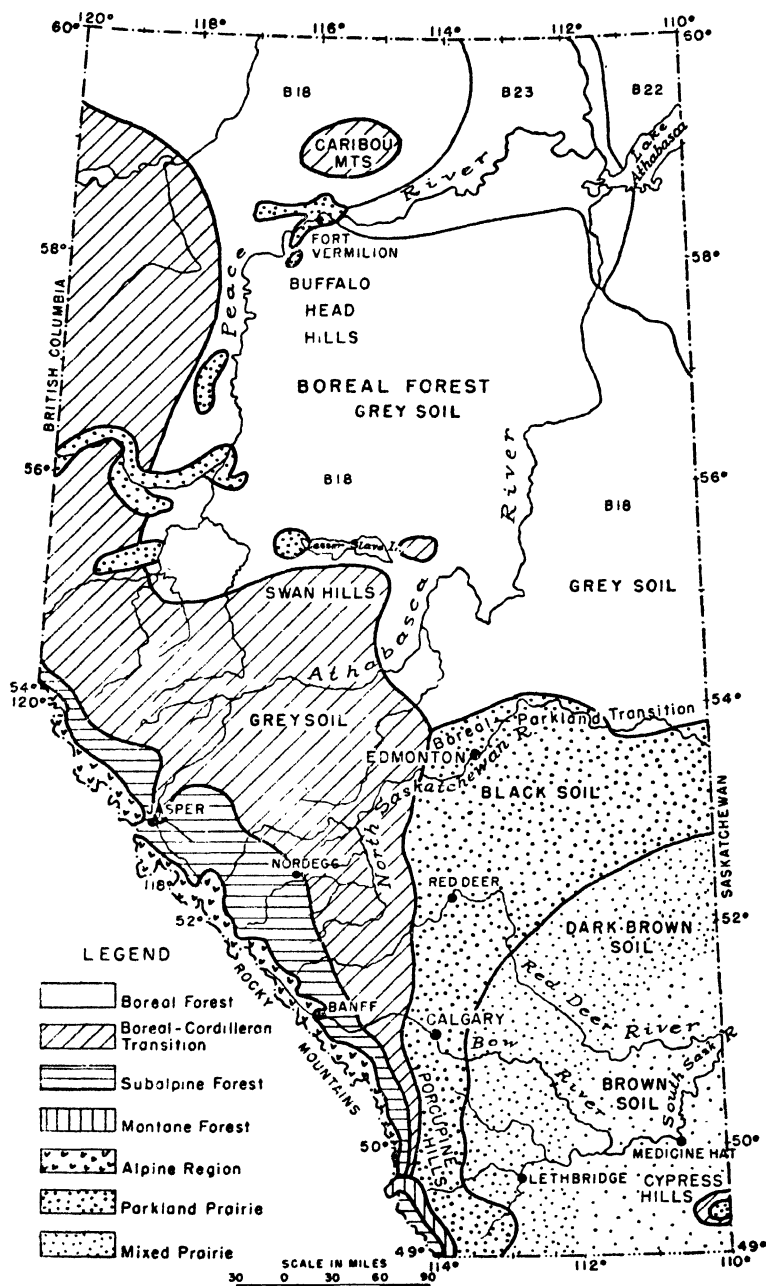 120°
118°
116°
114°
112°
110°
60°
60°
B18
B23
B22
CARIBOU
MTS
River
Lake
Athabasca
58°
58°
FORT
VERMILION
Peace
BUFFALO
HEAD
HILLS
BRITISH COLUMBIA
BOREAL FOREST
GREY SOIL
56°
56°
B18
River
B18
Lesser Slave L.
SWAN HILLS
GREY SOIL
Athabasca
54°
120°
54°
GREY SOIL
Boreal-Parkland Transition
EDMONTON
North Saskatchewan R
BLACK SOIL
SASKATCHEWAN
JASPER
NORDEGG
118°
RED DEER
52°
52°
DARK-BROWN
SOIL
LEGEND
ROCKY
MOUNTAINS
Red Deer River
Boreal Forest
BANFF
CALGARY
Boreal-Cordilleran
Transition
Bow River
Subalpine Forest
BROWN
SOIL
South Sask R
Montane Forest
PORCUPINE
HILLS
50°
50°
MEDICINE HAT
Alpine Region
LETHBRIDGE
CYPRESS
HILLS
Parkland Prairie
Mixed Prairie
49°
49°
SCALE IN MILES
114°
112°
110°
30 0 30 60 90